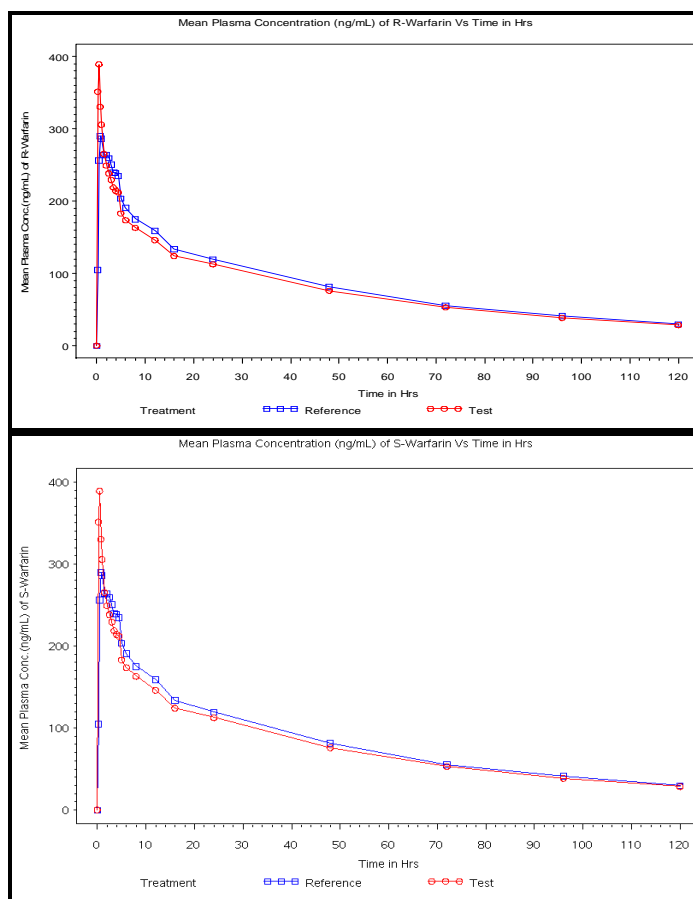 Mean Plasma Concentration (ng/mL) of R-Warfarin Vs Time in Hrs
Mean Plasma Conc.(ng/mL) of R-Warfarin
400
300
200
100
0
0 10 20 30 40 50 60 70 80 90 100 110 120
Time in Hrs
Treatment Reference Test
Mean Plasma Concentration (ng/mL) of S-Warfarin Vs Time in Hrs
Mean Plasma Conc.(ng/mL) of S-Warfarin
400
300
200
100
0
0 10 20 30 40 50 60 70 80 90 100 110 120
Time in Hrs
Treatment Reference Test